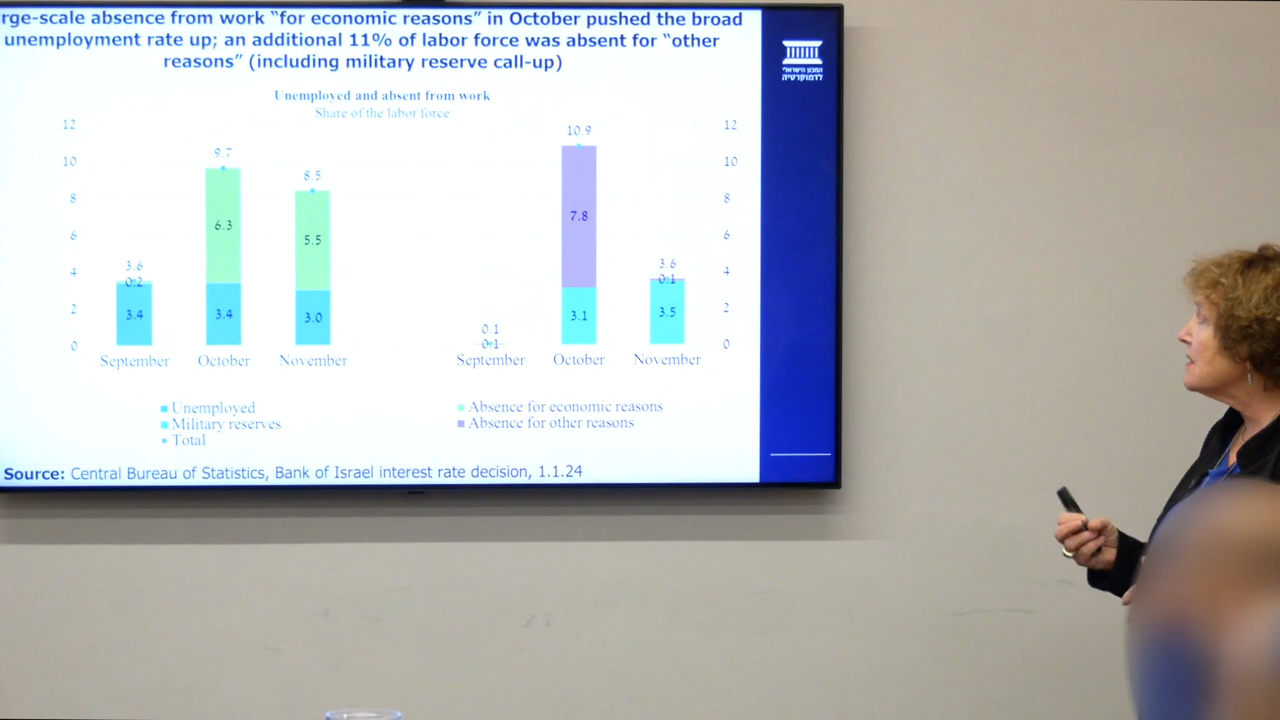 rge-scale absence from work “for economic reasons” in October pushed the broad
unemployment rate up; an additional 11% of labor force was absent for “other
reasons” (including military reserve call-up)
המכון הישראלי
לדמוקרטיה
Unemployed and absent from work
Share of the labor force
12
10
8
6
4
2
0
3.6
0.2
3.4
September
9.7
6.3
3.4
October
8.5
5.5
3.0
November
0.1
0.1
September
10.9
7.8
3.1
October
3.6
0.1
3.5
November
12
10
8
6
4
2
0
Unemployed
Military reserves
Total
Absence for economic reasons
Absence for other reasons
Source: Central Bureau of Statistics, Bank of Israel interest rate decision, 1.1.24